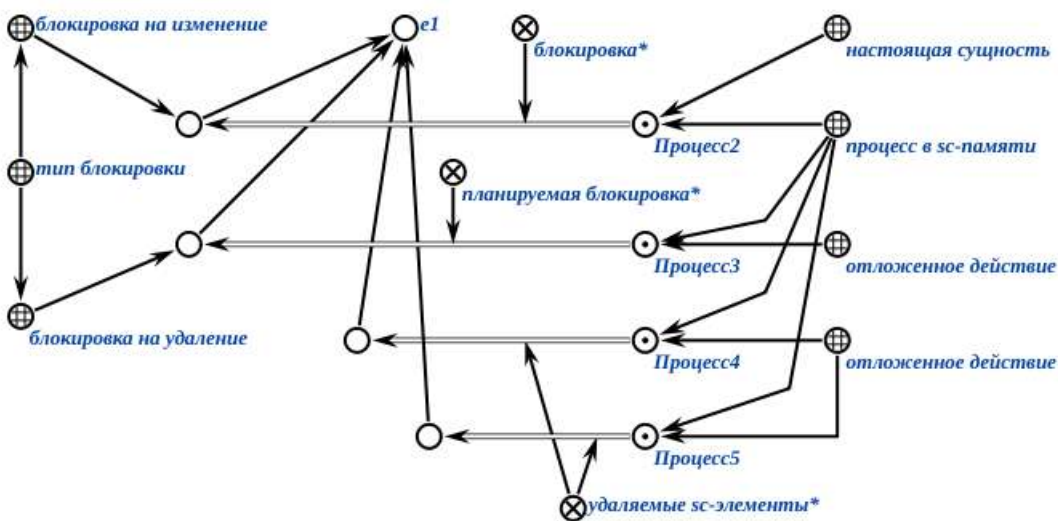 блокировка на изменение
e1
блокировка*
настоящая сущность
Процесс2
процесс в sc-памяти
тип блокировки
планируемая блокировка*
Процесс3
отложенное действие
блокировка на удаление
Процесс4
отложенное действие
Процесс5
удаляемые sc-элементы*